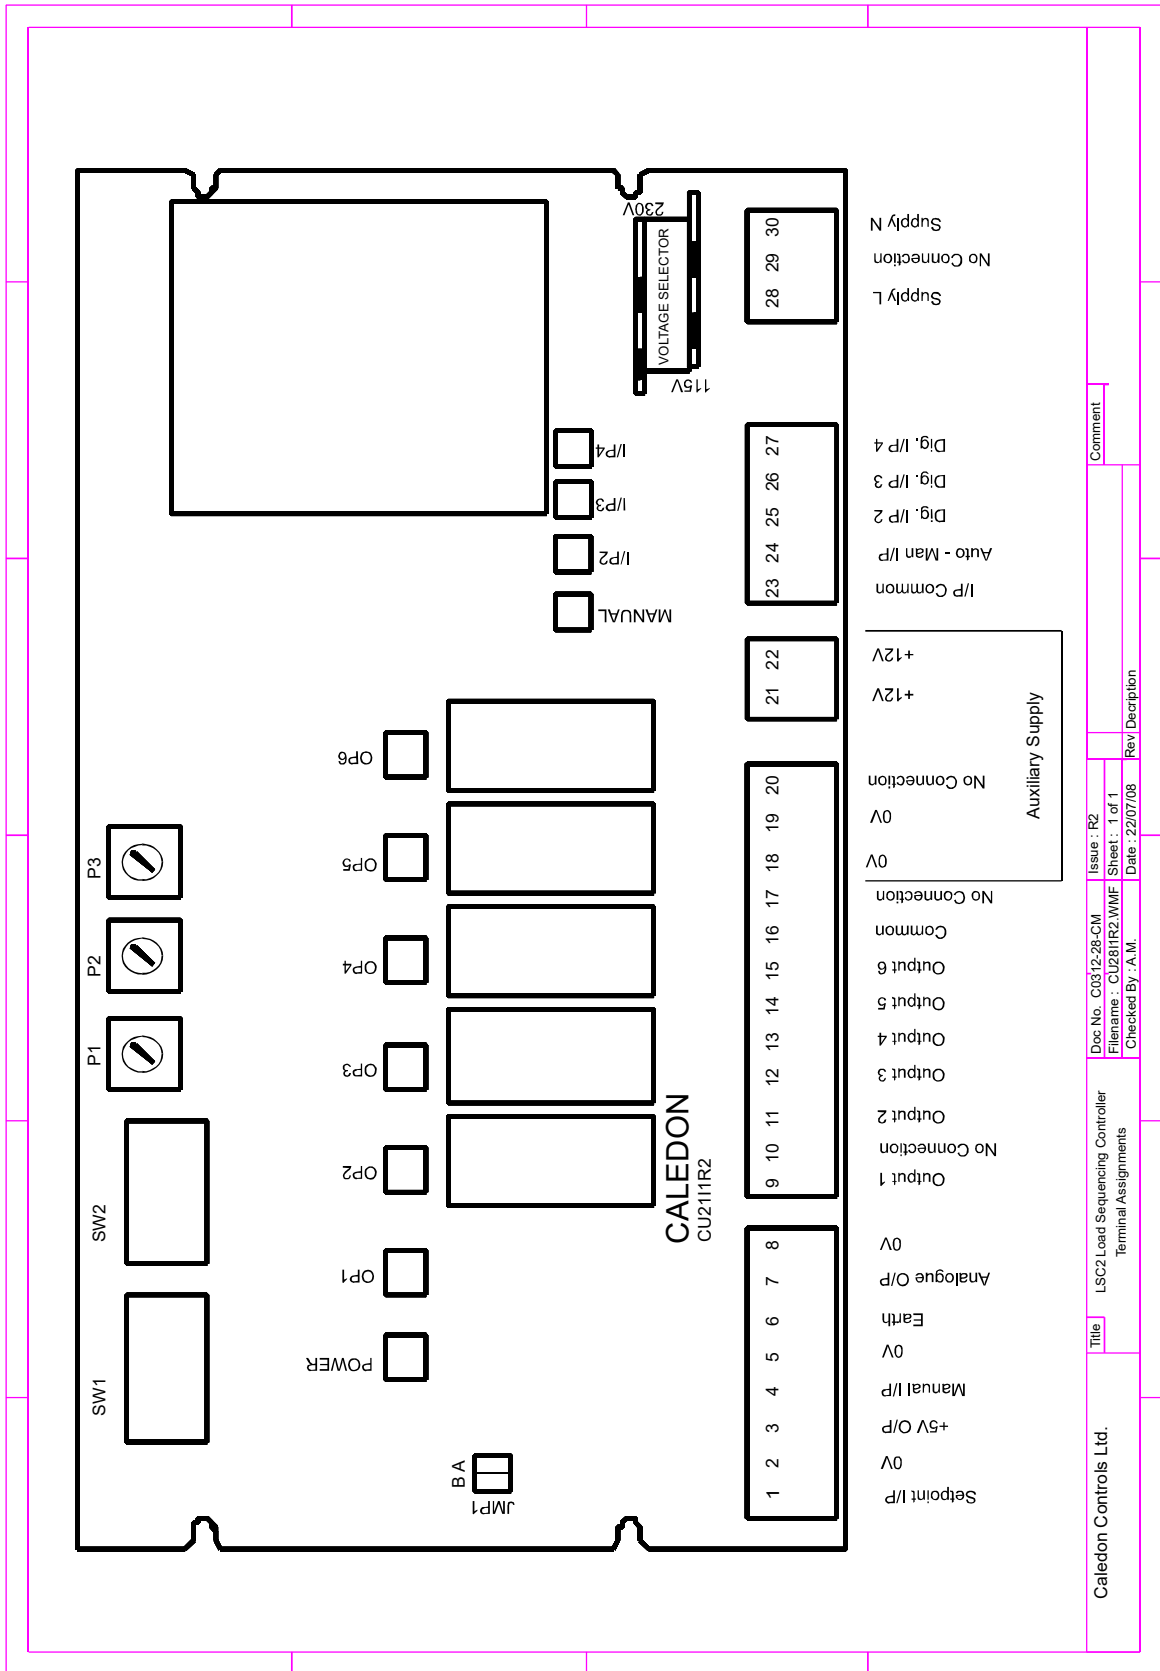 SW1
SW2
P1
P2
P3
POWER
OP1
OP2
OP3
OP4
OP5
OP6
B A
JMP1
MANUAL
I/P2
I/P3
I/P4
115V
VOLTAGE SELECTOR
230V
CALEDON
CU21I1R2
1 2 3 4 5 6 7 8
9 10 11 12 13 14 15 16 17 18 19 20
21 22
23 24 25 26 27
28 29 30
Setpoint I/P
0V
+5V O/P
Manual I/P
0V
Earth
Analogue O/P
0V
Output 1
No Connection
Output 2
Output 3
Output 4
Output 5
Output 6
Common
No Connection
0V
0V
No Connection
+12V
+12V
Auxiliary Supply
I/P Common
Auto - Man I/P
Dig. I/P 2
Dig. I/P 3
Dig. I/P 4
Supply L
No Connection
Supply N
Caledon Controls Ltd.
Title
LSC2 Load Sequencing Controller
Terminal Assignments
Doc No. C0312-28-CM
Issue : R2
Filename : CU28I1R2.WMF
Sheet : 1 of 1
Checked By : A.M.
Date : 22/07/08
Rev
Decription
Comment